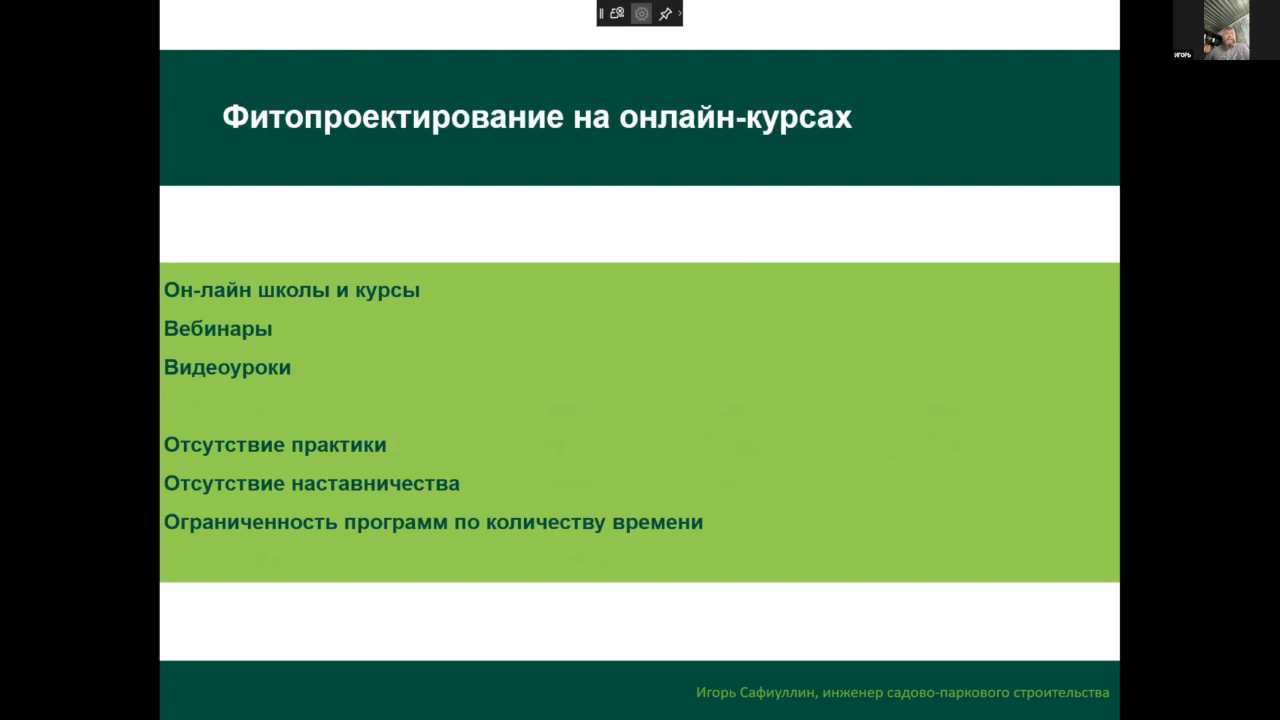 Фитопроектирование на онлайн-курсах
ИГОРЬ
Он-лайн школы и курсы
Вебинары
Видеоуроки
Отсутствие практики
Отсутствие наставничества
Ограниченность программ по количеству времени
Игорь Сафиуллин, инженер садово-паркового строительства